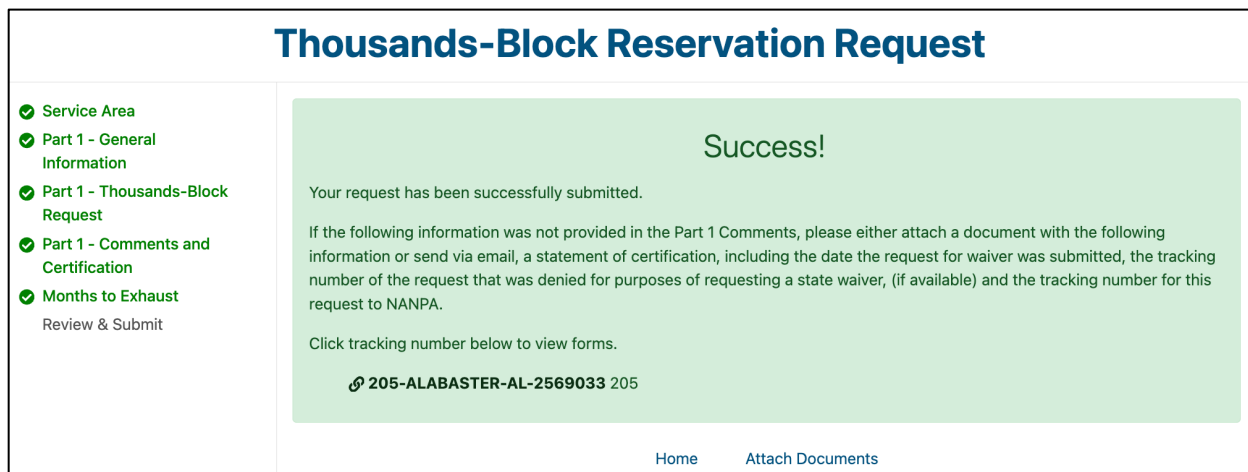 Thousands-Block Reservation Request
Service Area
Part 1 - General
Information
Part 1 - Thousands-Block
Request
Part 1 - Comments and
Certification
Months to Exhaust
Review & Submit
Success!
Your request has been successfully submitted.
If the following information was not provided in the Part 1 Comments, please either attach a document with the following
information or send via email, a statement of certification, including the date the request for waiver was submitted, the tracking
number of the request that was denied for purposes of requesting a state waiver, (if available) and the tracking number for this
request to NANPA.
Click tracking number below to view forms.
205-ALABASTER-AL-2569033 205
Home Attach Documents